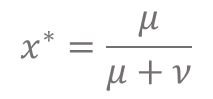 x* = μ / (μ + ν)